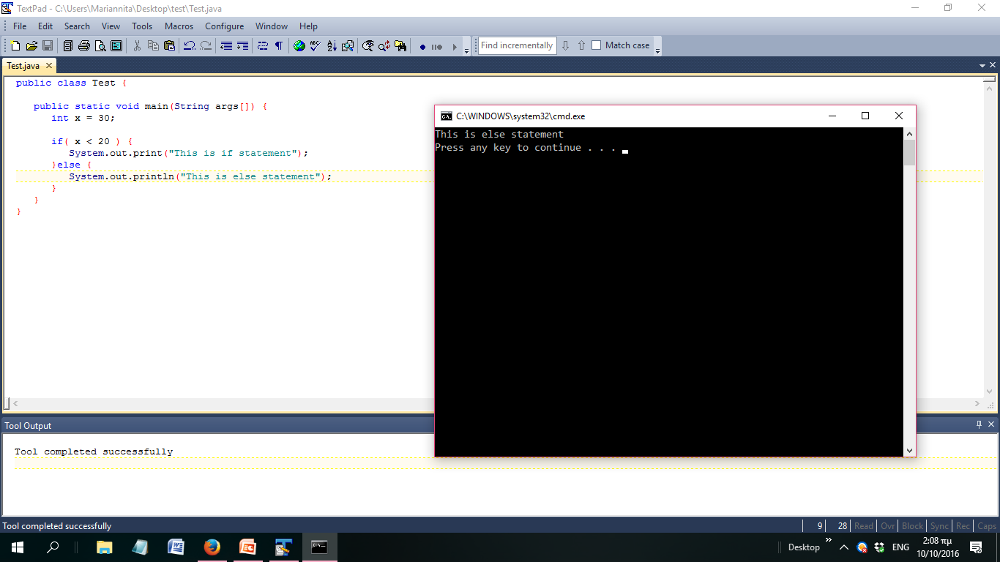 TextPad - C:\Users\Mariannita\Desktop\test\Test.java
File Edit Search View Tools Macros Configure Window Help
Find incrementally Match case
Test.java
public class Test {
public static void main(String args[]) {
int x = 30;
if( x < 20 ) {
System.out.print("This is if statement");
}else {
System.out.println("This is else statement");
}
}
}
C:\WINDOWS\system32\cmd.exe
This is else statement
Press any key to continue . . .
Tool Output
Tool completed successfully
Tool completed successfully
9 28 Read Ovr Block Sync Rec Caps
Desktop ENG 2:08 πμ
10/10/2016